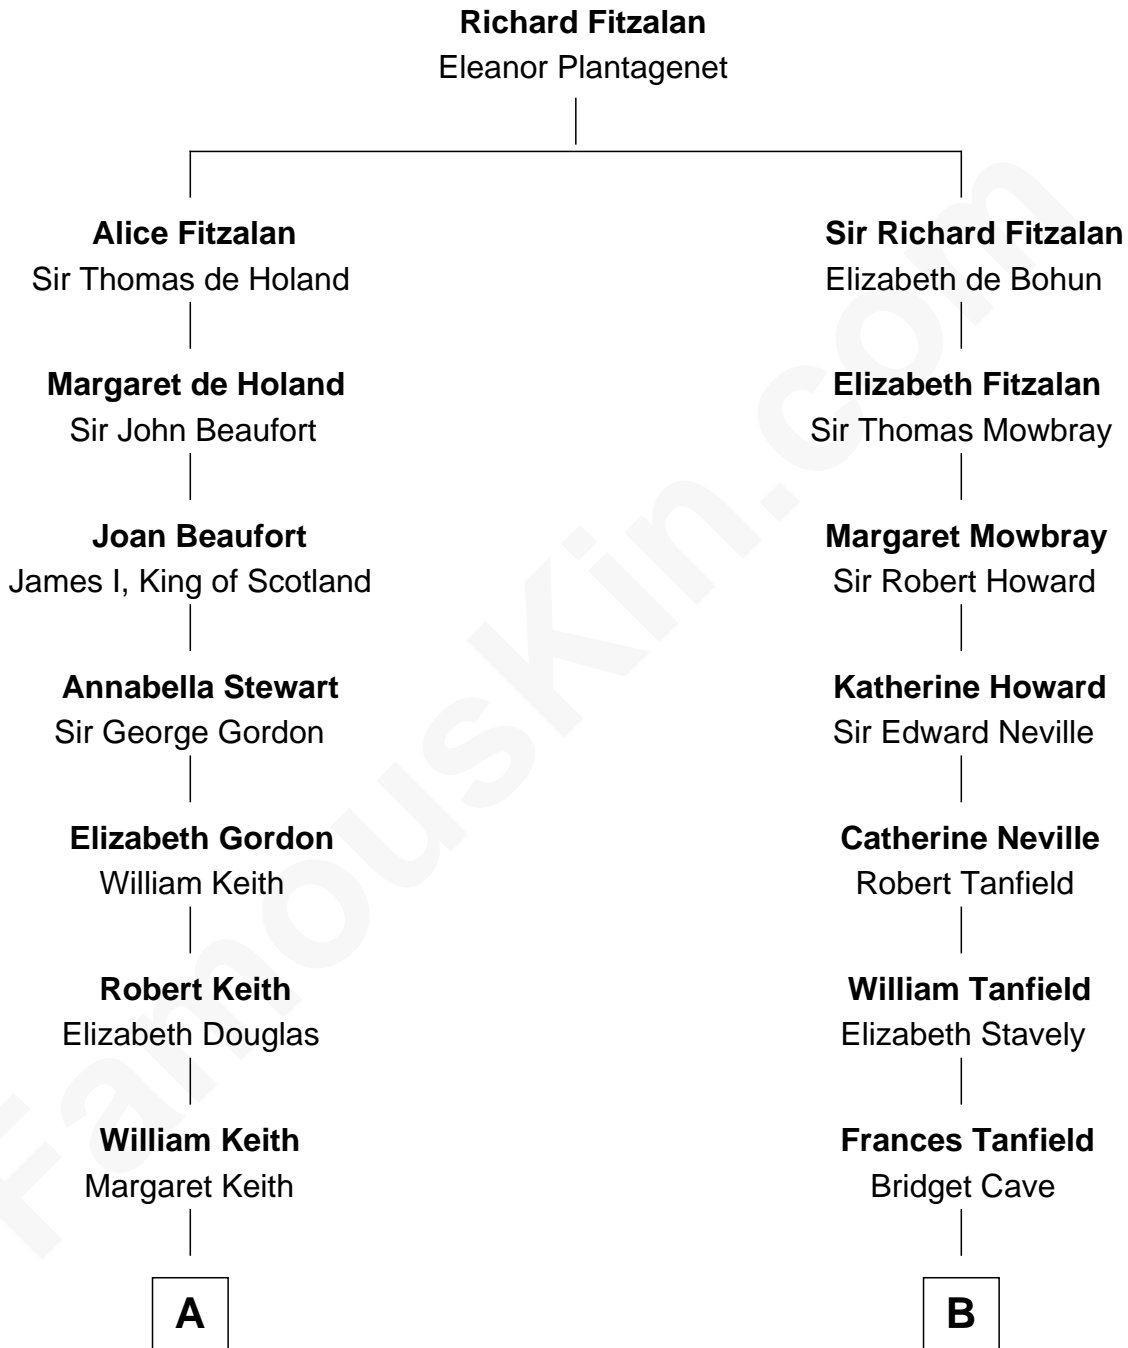 Richard Fitzalan
Eleanor Plantagenet
Alice Fitzalan
Sir Thomas de Holand
Sir Richard Fitzalan
Elizabeth de Bohun
Margaret de Holand
Sir John Beaufort
Elizabeth Fitzalan
Sir Thomas Mowbray
Joan Beaufort
James I, King of Scotland
Margaret Mowbray
Sir Robert Howard
Annabella Stewart
Sir George Gordon
Katherine Howard
Sir Edward Neville
Elizabeth Gordon
William Keith
Catherine Neville
Robert Tanfield
Robert Keith
Elizabeth Douglas
William Tanfield
Elizabeth Stavely
William Keith
Margaret Keith
Frances Tanfield
Bridget Cave
A
B
FamousKin.com